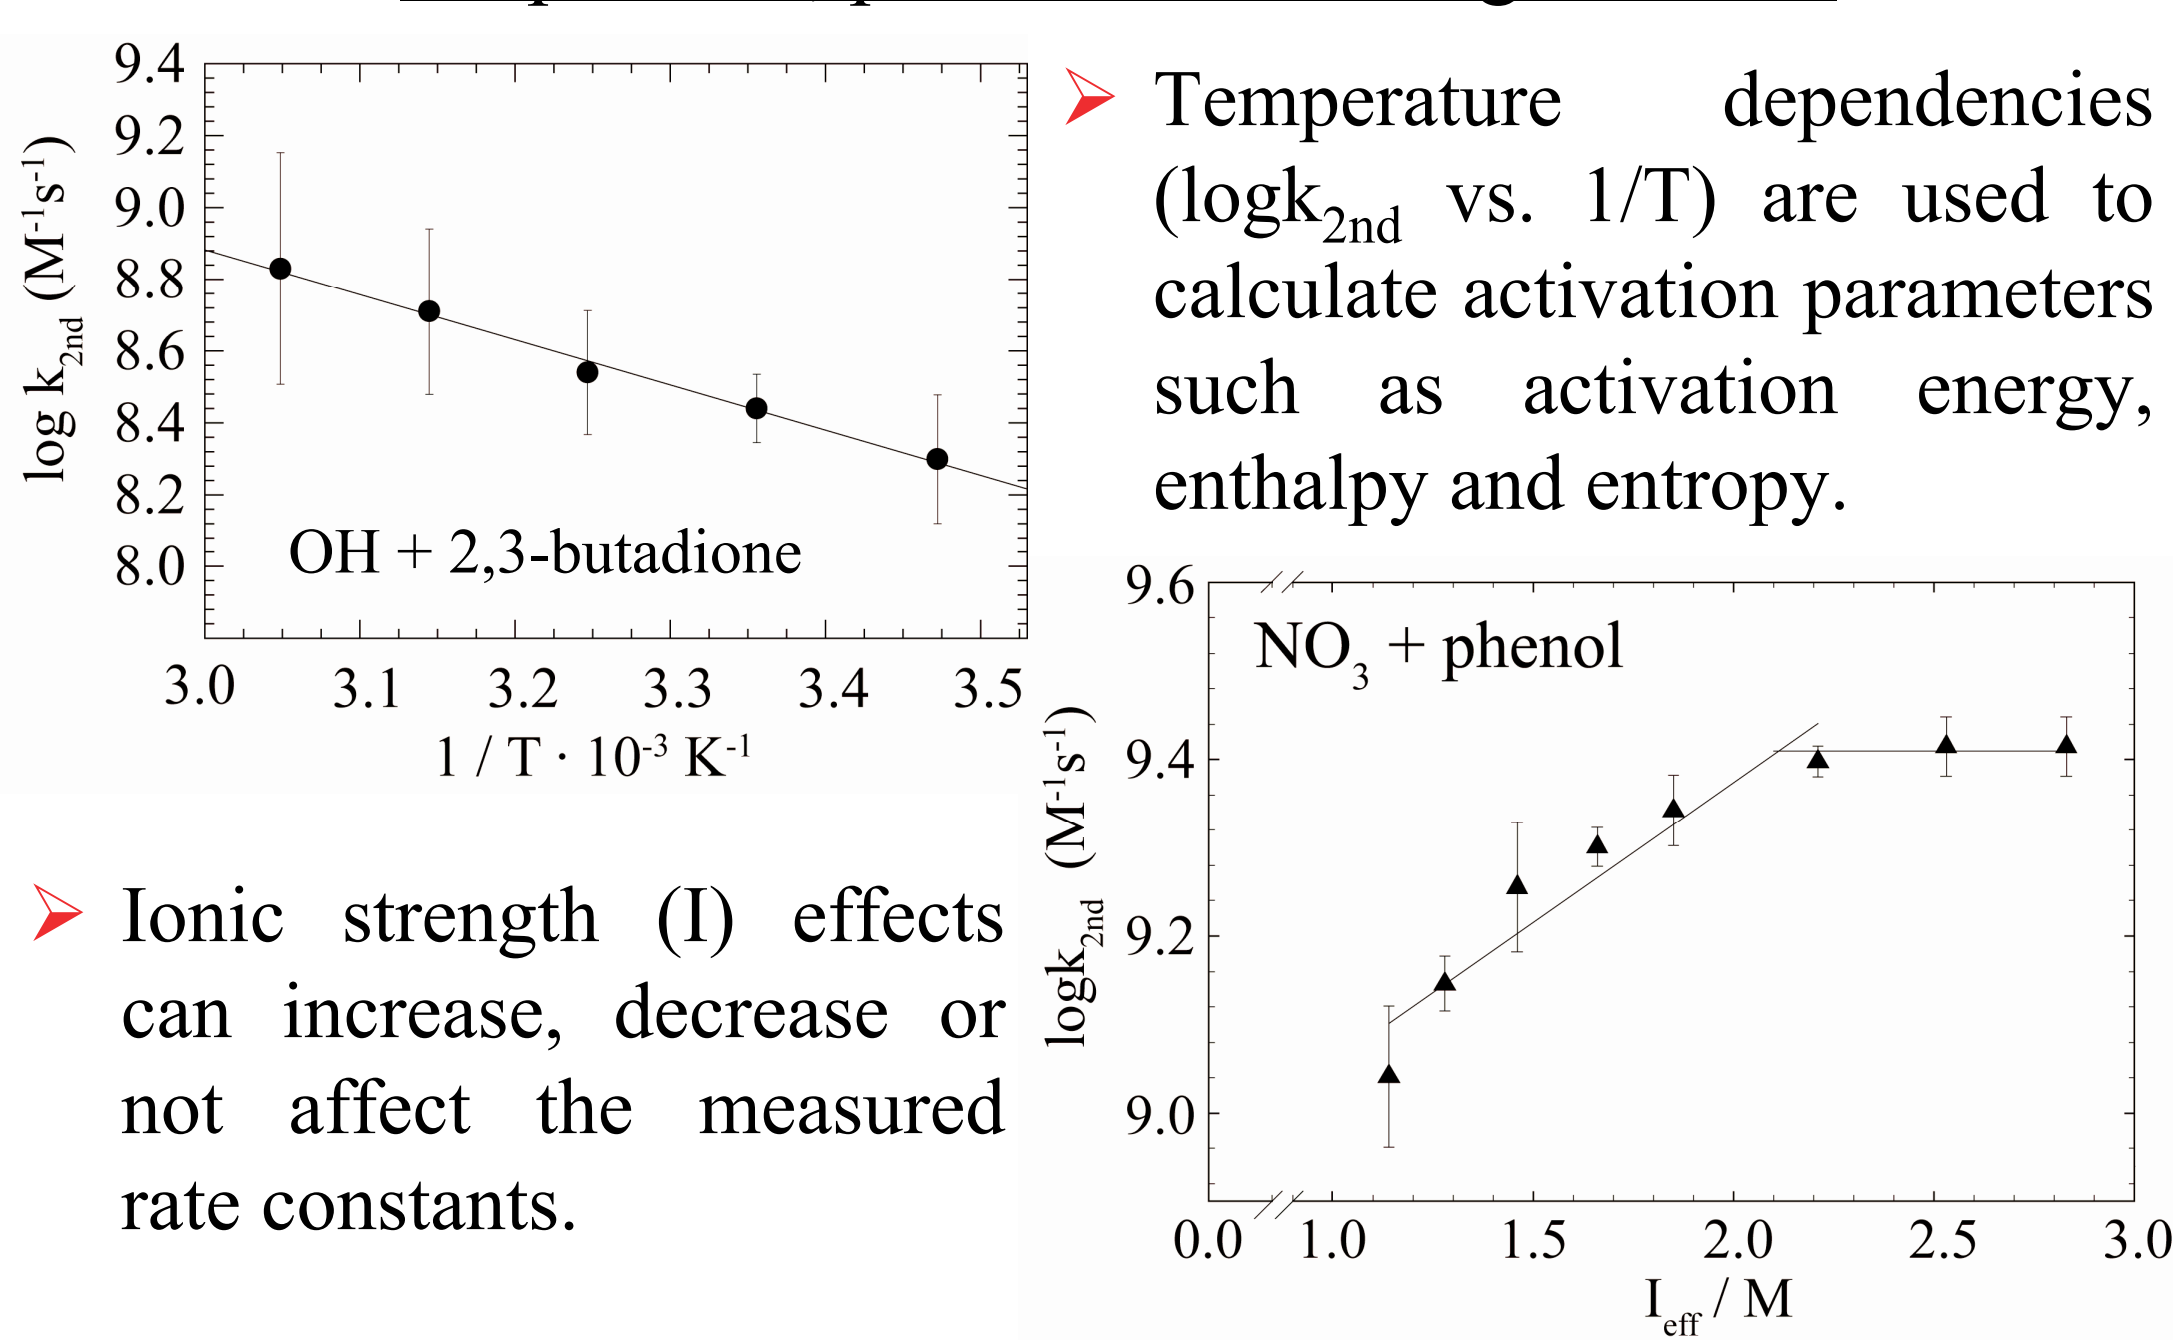 9.4
9.2
9.0
8.8
8.6
8.4
8.2
8.0
log k2nd (M-1s-1)
OH + 2,3-butadione
3.0 3.1 3.2 3.3 3.4 3.5
1 / T · 10-3 K-1
Temperature dependencies
(logk2nd vs. 1/T) are used to
calculate activation parameters
such as activation energy,
enthalpy and entropy.
Ionic strength (I) effects
can increase, decrease or
not affect the measured
rate constants.
9.6
9.4
9.2
9.0
logk2nd (M-1s-1)
NO3 + phenol
0.0 1.0 1.5 2.0 2.5 3.0
Ieff / M